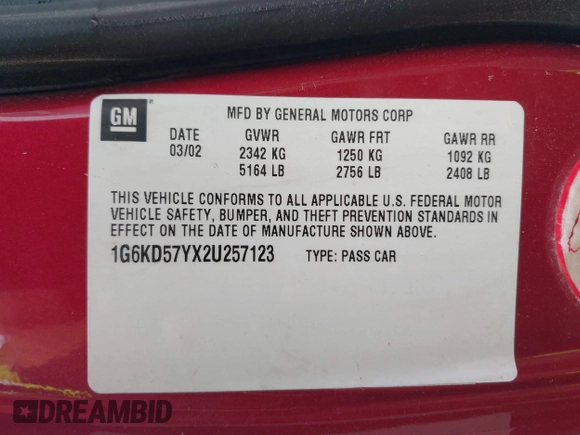 GM
MFD BY GENERAL MOTORS CORP
DATE GVWR GAWR FRT GAWR RR
03/02 2342 KG 1250 KG 1092 KG
5164 LB 2756 LB 2408 LB
THIS VEHICLE CONFORMS TO ALL APPLICABLE U.S. FEDERAL MOTOR
VEHICLE SAFETY, BUMPER, AND THEFT PREVENTION STANDARDS IN
EFFECT ON THE DATE OF MANUFACTURE SHOWN ABOVE.
1G6KD57YX2U257123 TYPE: PASS CAR
DREAMBID